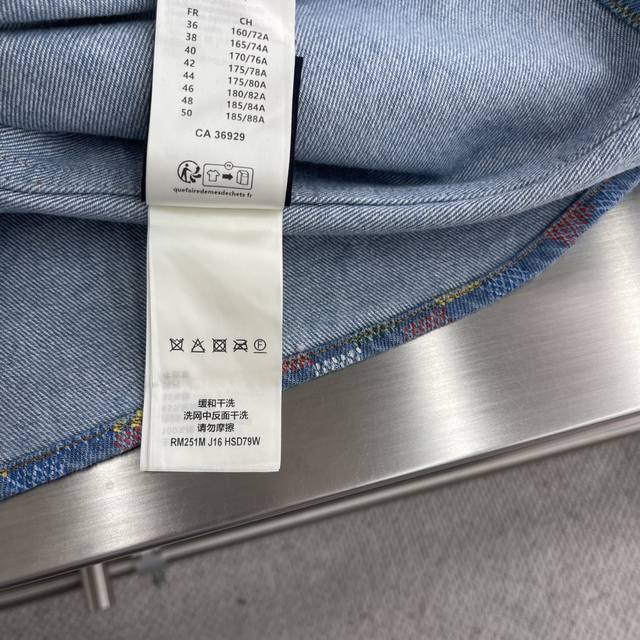 FR CH
36 160/72A
38 165/74A
40 170/76A
42 175/78A
44 175/80A
46 180/82A
48 185/84A
50 185/88A
CA 36929
quefairedemesdechets.fr
F
缓和干洗
洗网中反面干洗
请勿摩擦
RM251M J16 HSD79W